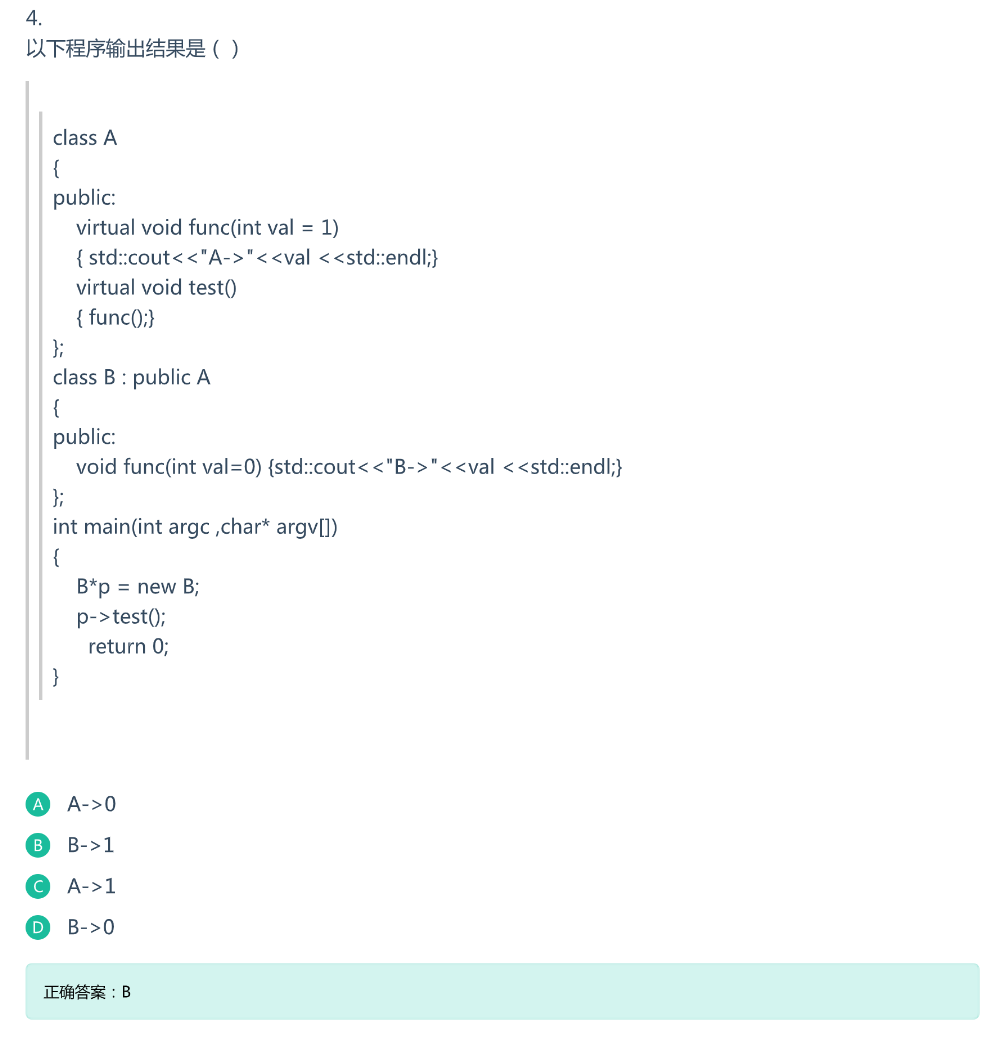 4.
以下程序输出结果是 ( )
class A
{
public:
virtual void func(int val = 1)
{ std::cout<<"A->"<<val <<std::endl;}
virtual void test()
{ func();}
};
class B : public A
{
public:
void func(int val=0) {std::cout<<"B->"<<val <<std::endl;}
};
int main(int argc ,char* argv[])
{
B*p = new B;
p->test();
return 0;
}
A A->0
B B->1
C A->1
D B->0
正确答案：B